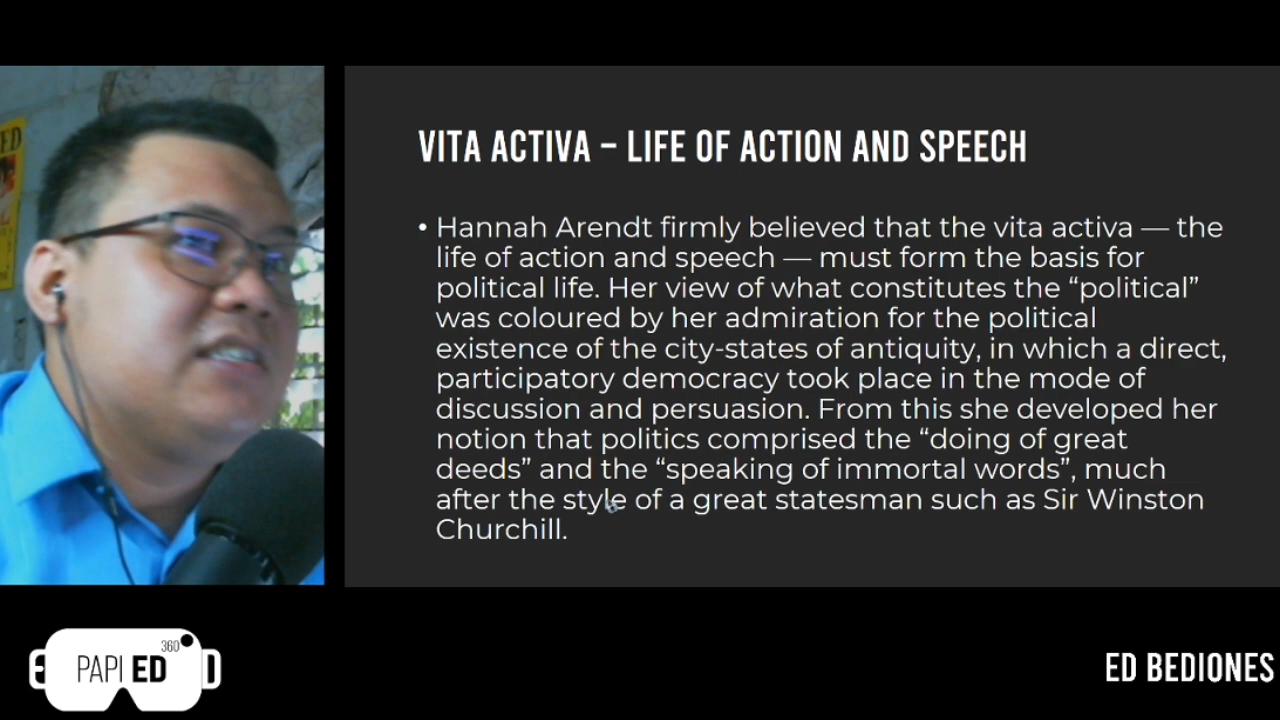 ED
VITA ACTIVA – LIFE OF ACTION AND SPEECH
• Hannah Arendt firmly believed that the vita activa — the
life of action and speech — must form the basis for
political life. Her view of what constitutes the “political”
was coloured by her admiration for the political
existence of the city-states of antiquity, in which a direct,
participatory democracy took place in the mode of
discussion and persuasion. From this she developed her
notion that politics comprised the “doing of great
deeds” and the “speaking of immortal words”, much
after the style of a great statesman such as Sir Winston
Churchill.
PAPI ED
360
ED BEDIONES